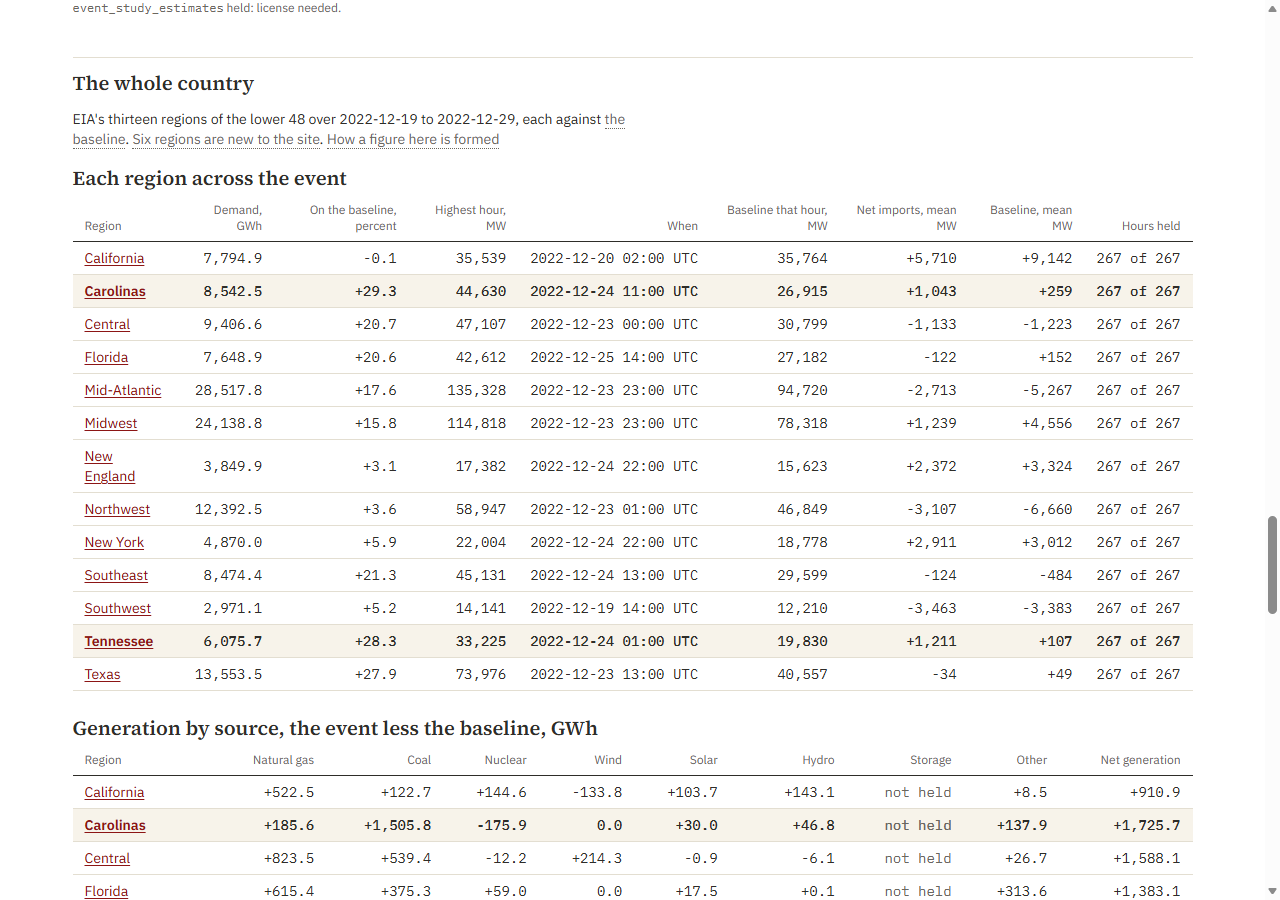 event_study_estimates held: license needed.
The whole country
EIA's thirteen regions of the lower 48 over 2022-12-19 to 2022-12-29, each against the
baseline. Six regions are new to the site. How a figure here is formed
Each region across the event
Region Demand, GWh On the baseline, percent Highest hour, MW When Baseline that hour, MW Net imports, mean MW Baseline, mean MW Hours held
California 7,794.9 -0.1 35,539 2022-12-20 02:00 UTC 35,764 +5,710 +9,142 267 of 267
Carolinas 8,542.5 +29.3 44,630 2022-12-24 11:00 UTC 26,915 +1,043 +259 267 of 267
Central 9,406.6 +20.7 47,107 2022-12-23 00:00 UTC 30,799 -1,133 -1,223 267 of 267
Florida 7,648.9 +20.6 42,612 2022-12-25 14:00 UTC 27,182 -122 +152 267 of 267
Mid-Atlantic 28,517.8 +17.6 135,328 2022-12-23 23:00 UTC 94,720 -2,713 -5,267 267 of 267
Midwest 24,138.8 +15.8 114,818 2022-12-23 23:00 UTC 78,318 +1,239 +4,556 267 of 267
New England 3,849.9 +3.1 17,382 2022-12-24 22:00 UTC 15,623 +2,372 +3,324 267 of 267
Northwest 12,392.5 +3.6 58,947 2022-12-23 01:00 UTC 46,849 -3,107 -6,660 267 of 267
New York 4,870.0 +5.9 22,004 2022-12-24 22:00 UTC 18,778 +2,911 +3,012 267 of 267
Southeast 8,474.4 +21.3 45,131 2022-12-24 13:00 UTC 29,599 -124 -484 267 of 267
Southwest 2,971.1 +5.2 14,141 2022-12-19 14:00 UTC 12,210 -3,463 -3,383 267 of 267
Tennessee 6,075.7 +28.3 33,225 2022-12-24 01:00 UTC 19,830 +1,211 +107 267 of 267
Texas 13,553.5 +27.9 73,976 2022-12-23 13:00 UTC 40,557 -34 +49 267 of 267
Generation by source, the event less the baseline, GWh
Region Natural gas Coal Nuclear Wind Solar Hydro Storage Other Net generation
California +522.5 +122.7 +144.6 -133.8 +103.7 +143.1 not held +8.5 +910.9
Carolinas +185.6 +1,505.8 -175.9 0.0 +30.0 +46.8 not held +137.9 +1,725.7
Central +823.5 +539.4 -12.2 +214.3 -0.9 -6.1 not held +26.7 +1,588.1
Florida +615.4 +375.3 +59.0 0.0 +17.5 +0.1 not held +313.6 +1,383.1